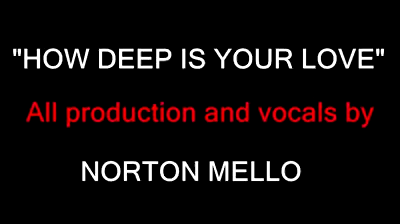 "HOW DEEP IS YOUR LOVE"
All production and vocals by
NORTON MELLO